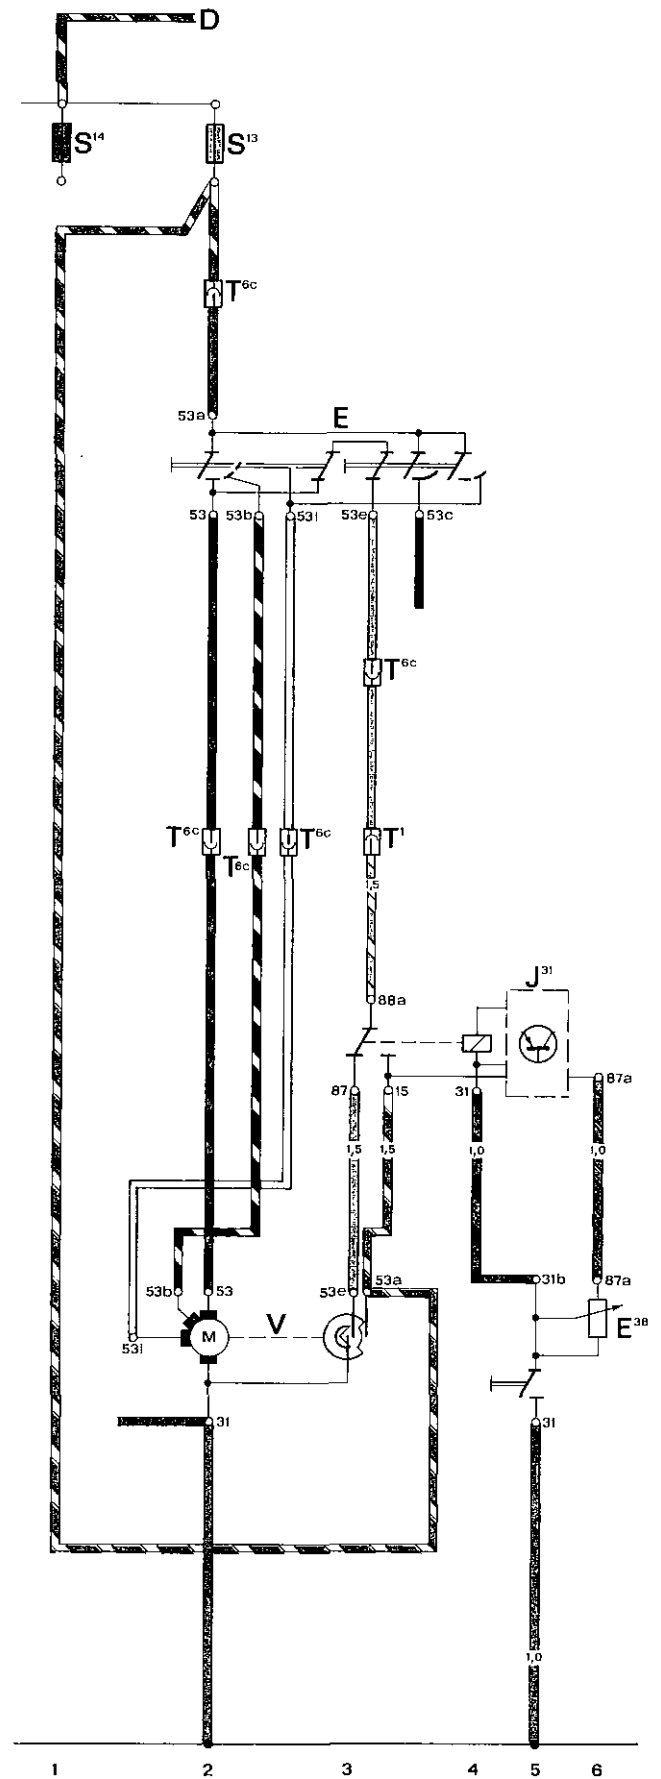 D
S14 S13
T6c
53a
E
53 53b 53i 53e 53c
T6c
T6c T6c T1
T6c
1,5
J31
88a
87a
87 15 31
1,5 1,5 1,0 1,0
31b 87a
53b 53 53e 53a
E38
V
M
53i
31 31
1,0
1 2 3 4 5 6